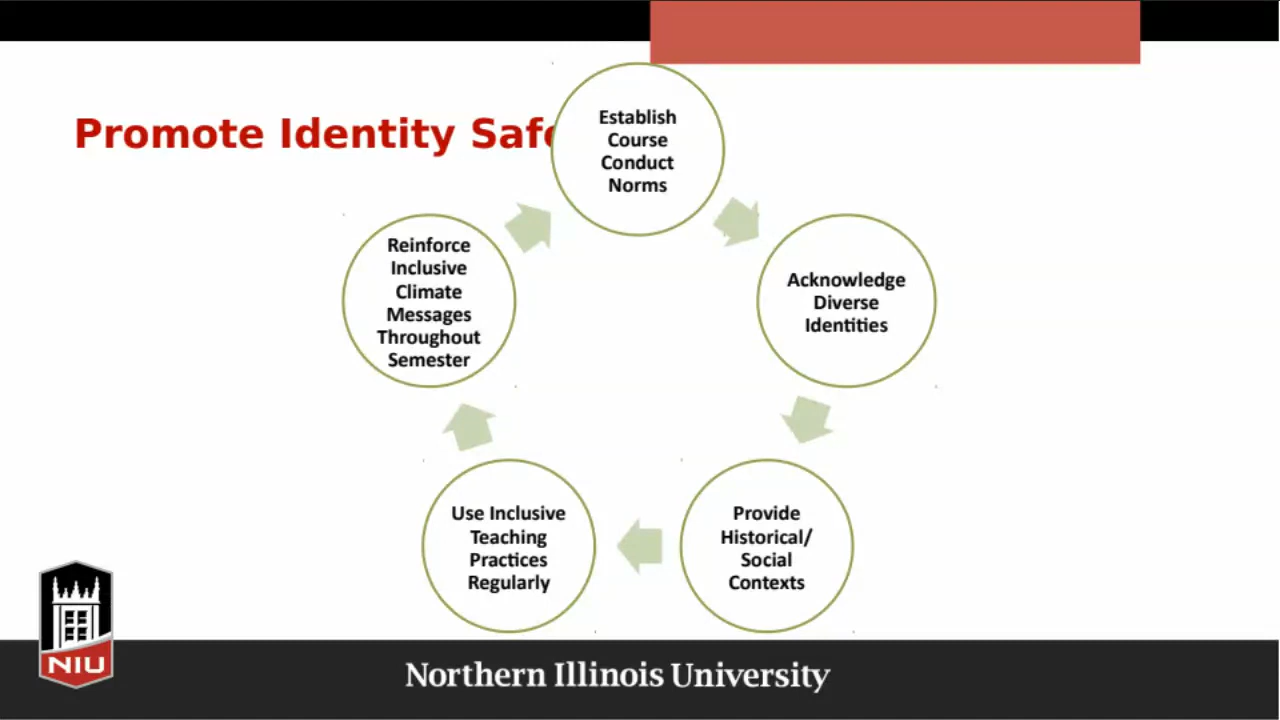 Promote Identity Safe
Establish
Course
Conduct
Norms
Acknowledge
Diverse
Identities
Provide
Historical/
Social
Contexts
Use Inclusive
Teaching
Practices
Regularly
Reinforce
Inclusive
Climate
Messages
Throughout
Semester
NIU
Northern Illinois University